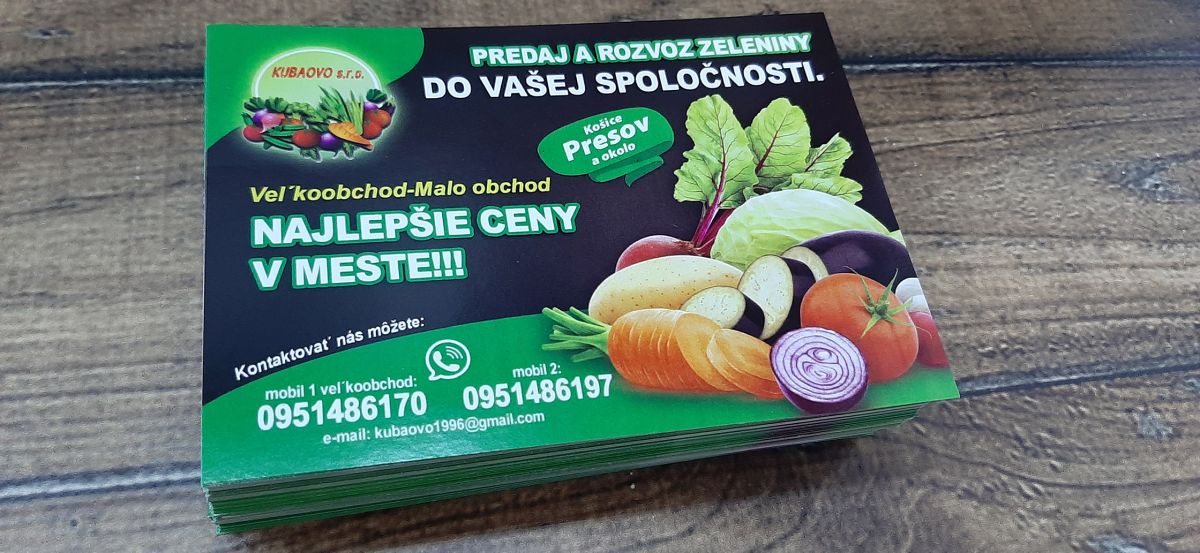 KUBAOVO s.r.o.
PREDAJ A ROZVOZ ZELENINY
DO VAŠEJ SPOLOČNOSTI.
Košice
Presov
a okolo
Vel´koobchod-Malo obchod
NAJLEPŠIE CENY
V MESTE!!!
Kontaktovat´ nás môžete:
mobil 1 vel´koobchod:
0951486170
mobil 2:
0951486197
e-mail: kubaovo1996@gmail.com